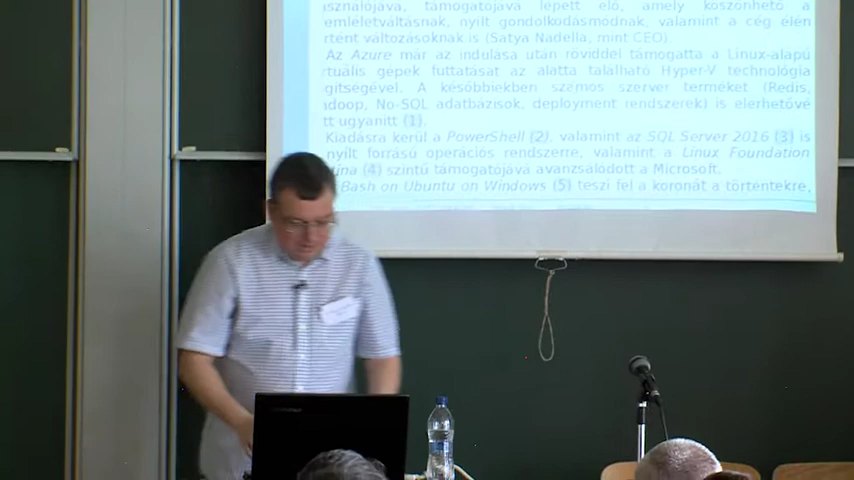 használójává, támogatójává lépett elő, amely köszönhető a
szemléletváltásnak, nyílt gondolkodásmódnak, valamint a cég élén
történt változásoknak is (Satya Nadella, mint CEO).
Az Azure már az indulása után röviddel támogatta a Linux-alapú
virtuális gépek futtatását az alatta található Hyper-V technológia
segítségével. A későbbiekben számos szerver terméket (Redis,
Hadoop, No-SQL adatbázisok, deployment rendszerek) is elérhetővé
tett ugyanitt (1).
Kiadásra kerül a PowerShell (2), valamint az SQL Server 2016 (3) is
nyílt forrású operációs rendszerre, valamint a Linux Foundation
(4) szintű támogatójává avanzsálódott a Microsoft.
Bash on Ubuntu on Windows (5) teszi fel a koronát a történtekre,